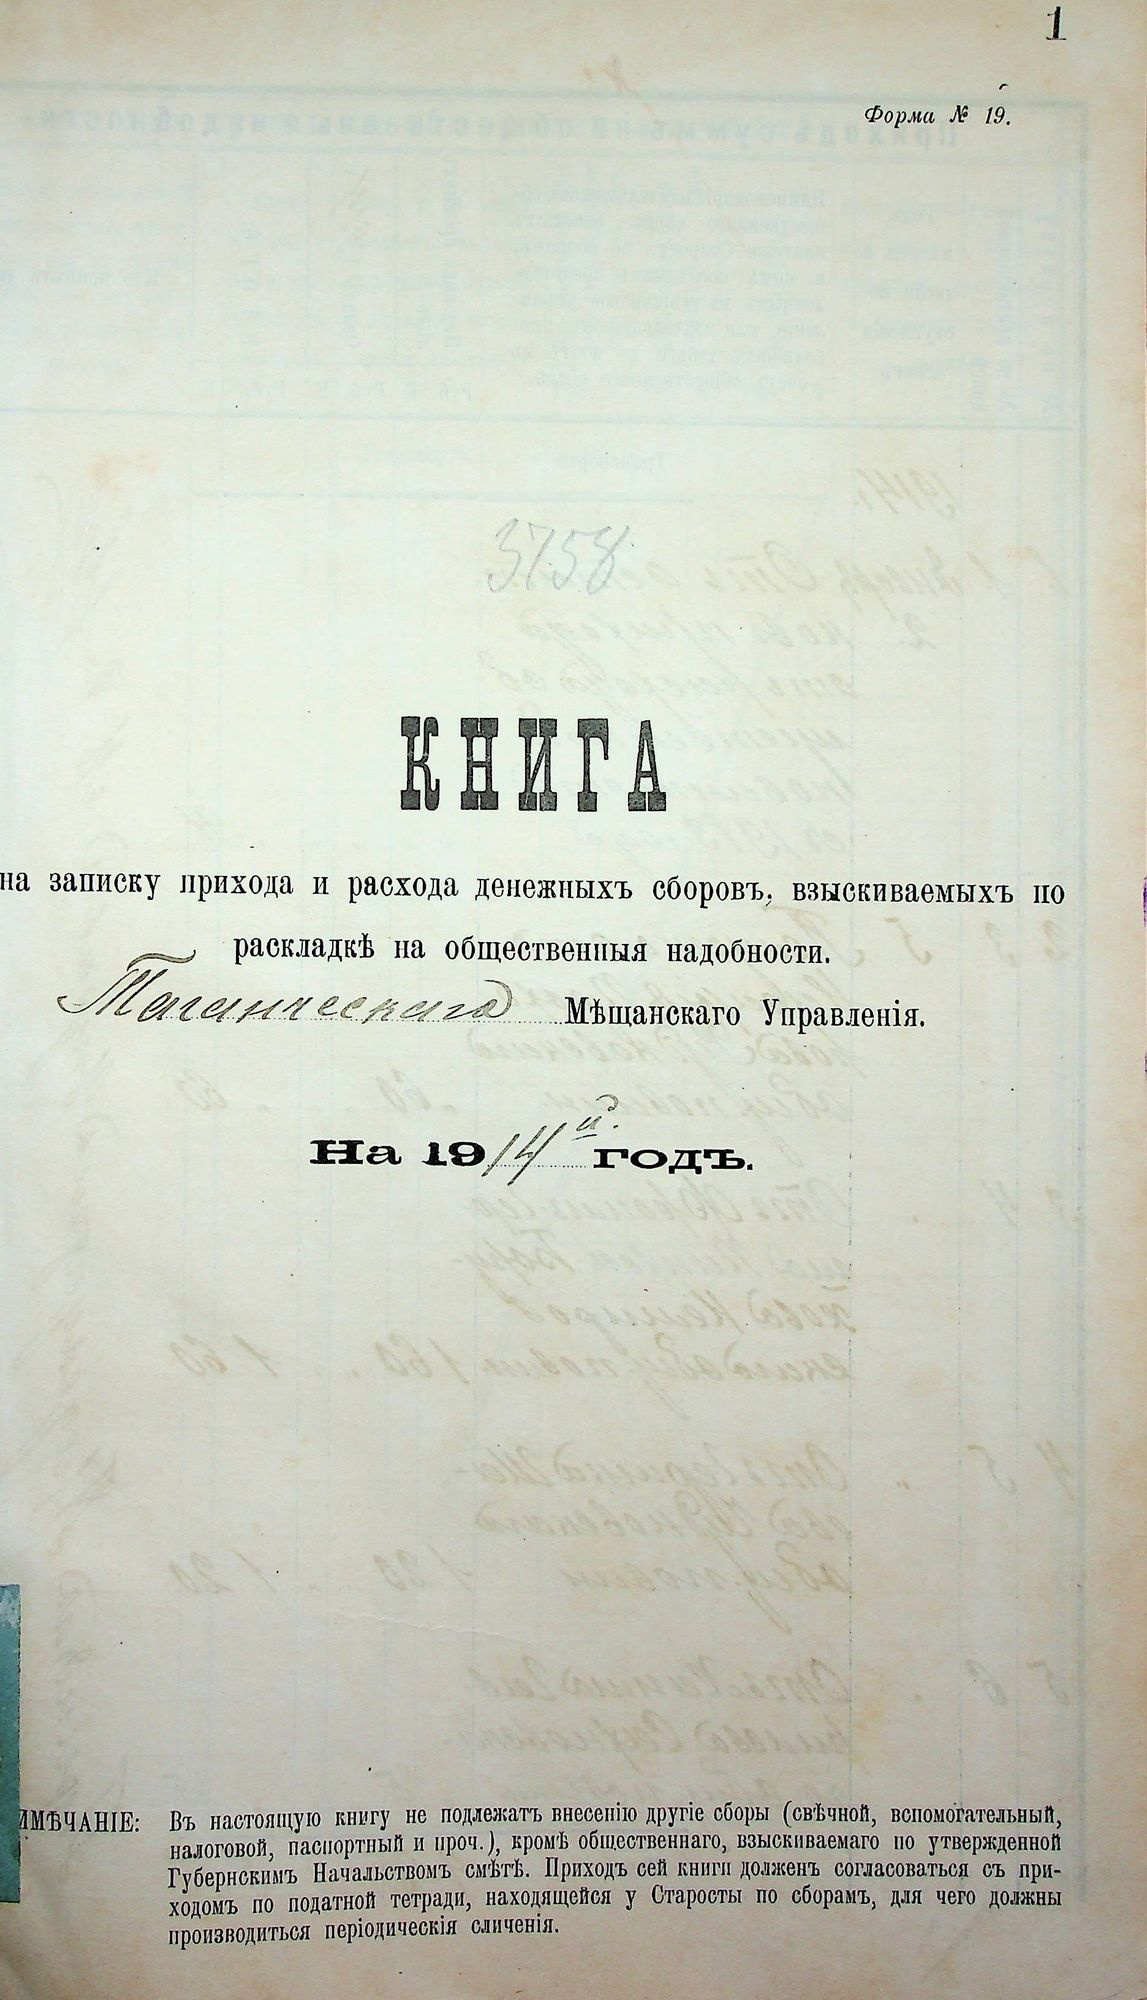 1
Форма № 19.
3758
КНИГА
на записку прихода и расхода денежныхъ сборовъ, взыскиваемыхъ по
раскладкѣ на общественныя надобности.
Таганческаго Мѣщанскаго Управленія.
На 1914й годъ.
ИМѢЧАНІЕ: Въ настоящую книгу не подлежатъ внесенію другіе сборы (свѣчной, вспомогательный,
налоговой, паспортный и проч.), кромѣ общественнаго, взыскиваемаго по утвержденной
Губернскимъ Начальствомъ смѣтѣ. Приходъ сей книги долженъ согласоваться съ при-
ходомъ по податной тетради, находящейся у Старосты по сборамъ, для чего должны
производиться періодическія сличенія.